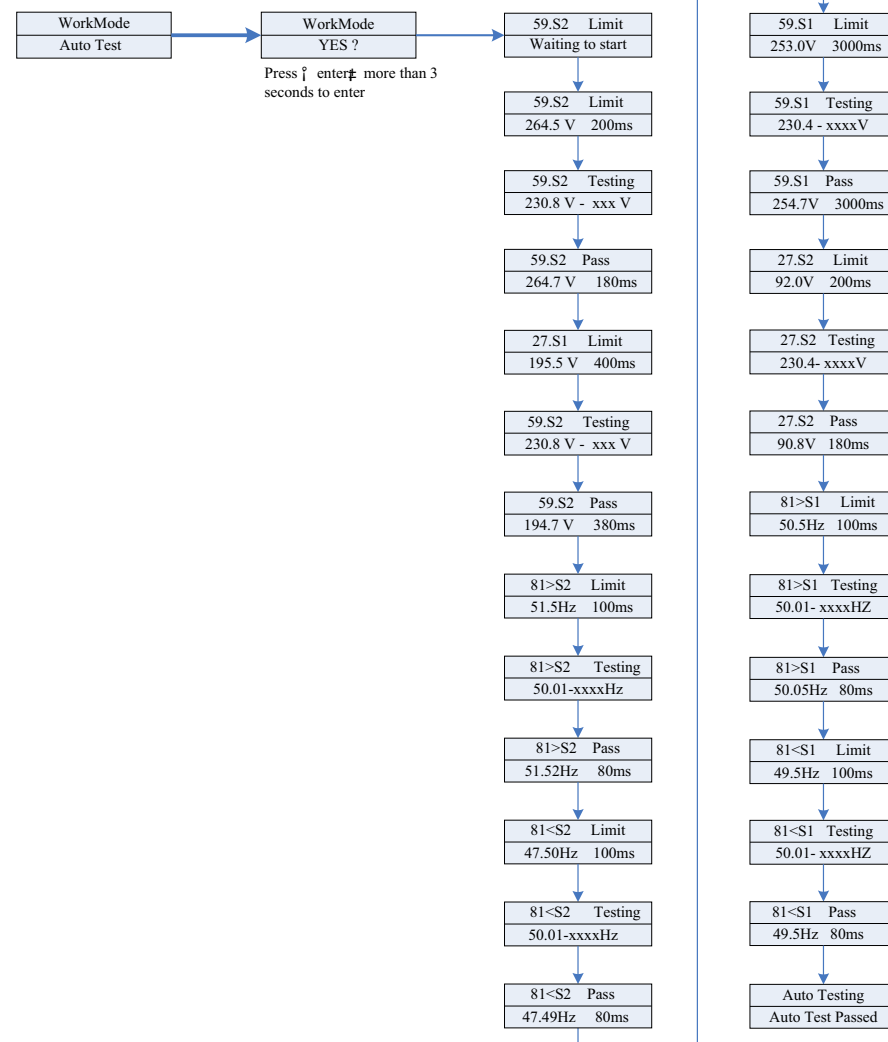 WorkMode
Auto Test
WorkMode
YES ?
Press ¡° enter± more than 3
seconds to enter
59.S2 Limit
Waiting to start
59.S2 Limit
264.5 V 200ms
59.S2 Testing
230.8 V - xxx V
59.S2 Pass
264.7 V 180ms
27.S1 Limit
195.5 V 400ms
59.S2 Testing
230.8 V - xxx V
59.S2 Pass
194.7 V 380ms
81>S2 Limit
51.5Hz 100ms
81>S2 Testing
50.01-xxxxHz
81>S2 Pass
51.52Hz 80ms
81<S2 Limit
47.50Hz 100ms
81<S2 Testing
50.01-xxxxHz
81<S2 Pass
47.49Hz 80ms
59.S1 Limit
253.0V 3000ms
59.S1 Testing
230.4 - xxxxV
59.S1 Pass
254.7V 3000ms
27.S2 Limit
92.0V 200ms
27.S2 Testing
230.4- xxxxV
27.S2 Pass
90.8V 180ms
81>S1 Limit
50.5Hz 100ms
81>S1 Testing
50.01- xxxxHZ
81>S1 Pass
50.05Hz 80ms
81<S1 Limit
49.5Hz 100ms
81<S1 Testing
50.01- xxxxHZ
81<S1 Pass
49.5Hz 80ms
Auto Testing
Auto Test Passed